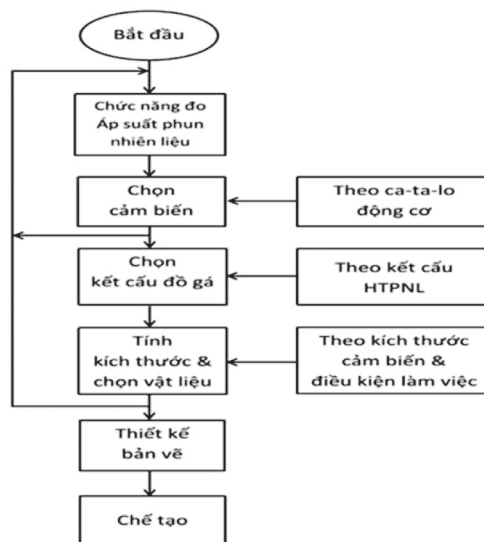 Bắt đầu
Chức năng đo
Áp suất phun
nhiên liệu
Chọn
cảm biến
Theo ca-ta-lo
động cơ
Chọn
kết cấu đồ gá
Theo kết cấu
HTPNL
Tính
kích thước &
chọn vật liệu
Theo kích thước
cảm biến &
điều kiện làm việc
Thiết kế
bản vẽ
Chế tạo